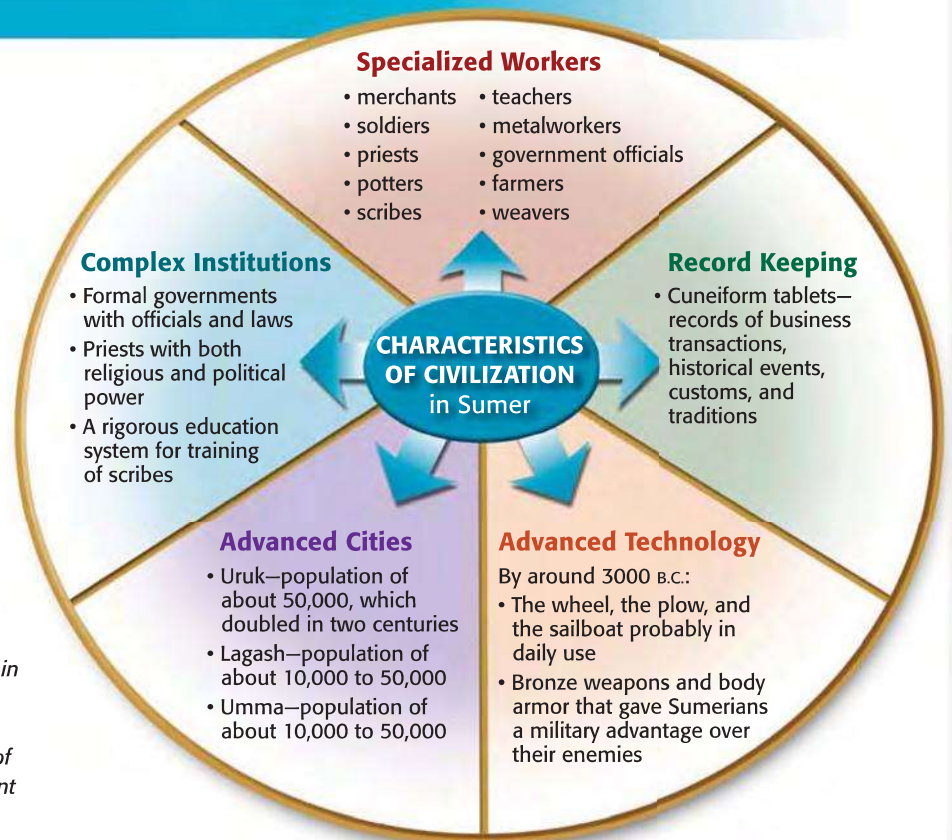 Specialized Workers
• merchants
• soldiers
• priests
• potters
• scribes
• teachers
• metalworkers
• government officials
• farmers
• weavers
Complex Institutions
• Formal governments
with officials and laws
• Priests with both
religious and political
power
• A rigorous education
system for training
of scribes
CHARACTERISTICS
OF CIVILIZATION
in Sumer
Record Keeping
• Cuneiform tablets—
records of business
transactions,
historical events,
customs, and
traditions
Advanced Cities
• Uruk—population of
about 50,000, which
doubled in two centuries
• Lagash—population of
about 10,000 to 50,000
• Umma—population of
about 10,000 to 50,000
Advanced Technology
By around 3000 B.C.:
• The wheel, the plow, and
the sailboat probably in
daily use
• Bronze weapons and body
armor that gave Sumerians
a military advantage over
their enemies
in
of
nt